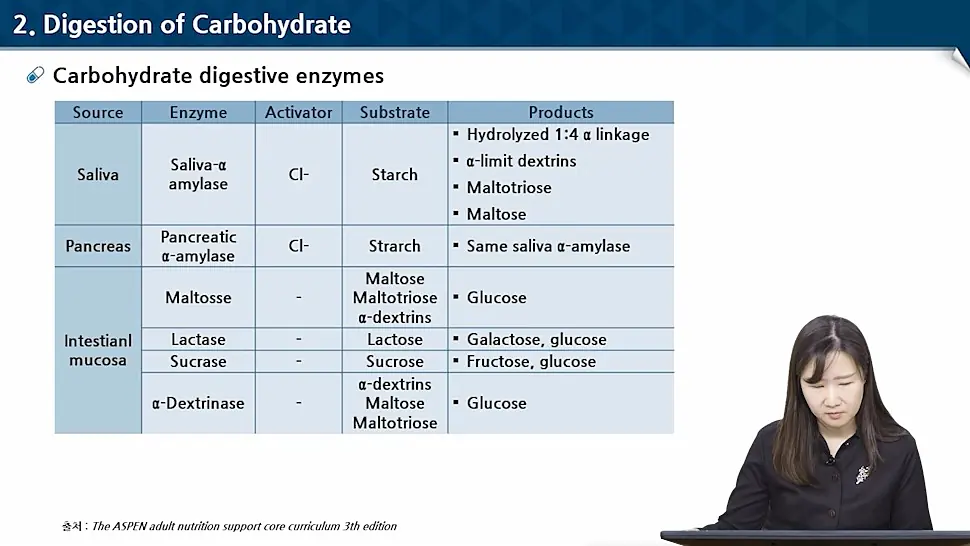 2. Digestion of Carbohydrate
Carbohydrate digestive enzymes
Source Enzyme Activator Substrate Products
Saliva
Saliva-α
amylase
Cl-
Starch
▪ Hydrolyzed 1:4 α linkage
▪ α-limit dextrins
▪ Maltotriose
▪ Maltose
Pancreas
Pancreatic
α-amylase
Cl-
Strarch
▪ Same saliva α-amylase
Intestianl
mucosa
Maltosse
-
Maltose
Maltotriose
α-dextrins
▪ Glucose
Lactase - Lactose ▪ Galactose, glucose
Sucrase - Sucrose ▪ Fructose, glucose
α-Dextrinase
-
α-dextrins
Maltose
Maltotriose
▪ Glucose
출처 : The ASPEN adult nutrition support core curriculum 3th edition